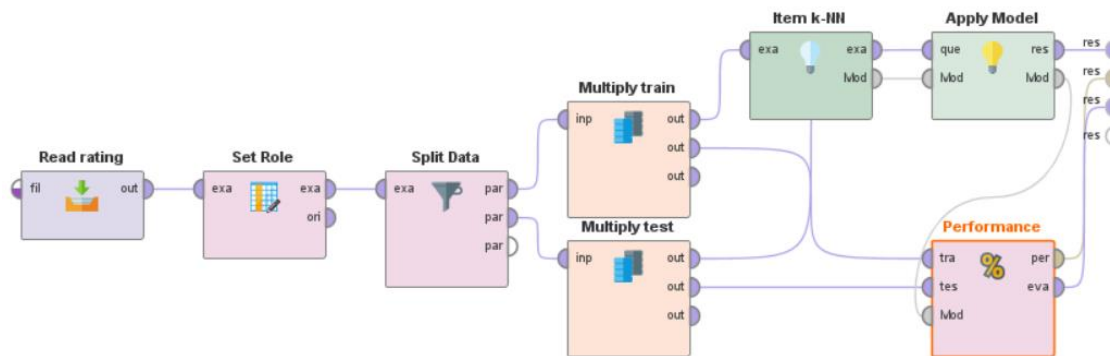 Read rating
fil
out
Set Role
exa
exa
ori
Split Data
exa
par
par
par
Multiply train
inp
out
out
out
Multiply test
inp
out
out
out
Item k-NN
exa
exa
Mod
Apply Model
que
res
Mod
Mod
Performance
%
tra
per
tes
eva
Mod
res
res
res
res